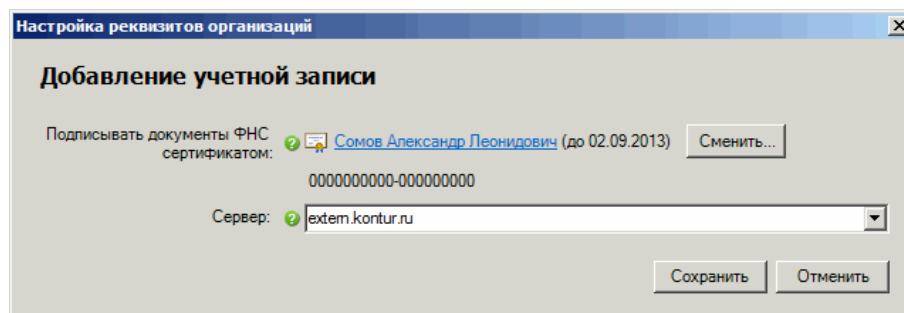 Настройка реквизитов организаций
Добавление учетной записи
Подписывать документы ФНС
сертификатом:
Сомов Александр Леонидович (до 02.09.2013)
Сменить...
0000000000-000000000
Сервер:
extern.kontur.ru
Сохранить
Отменить